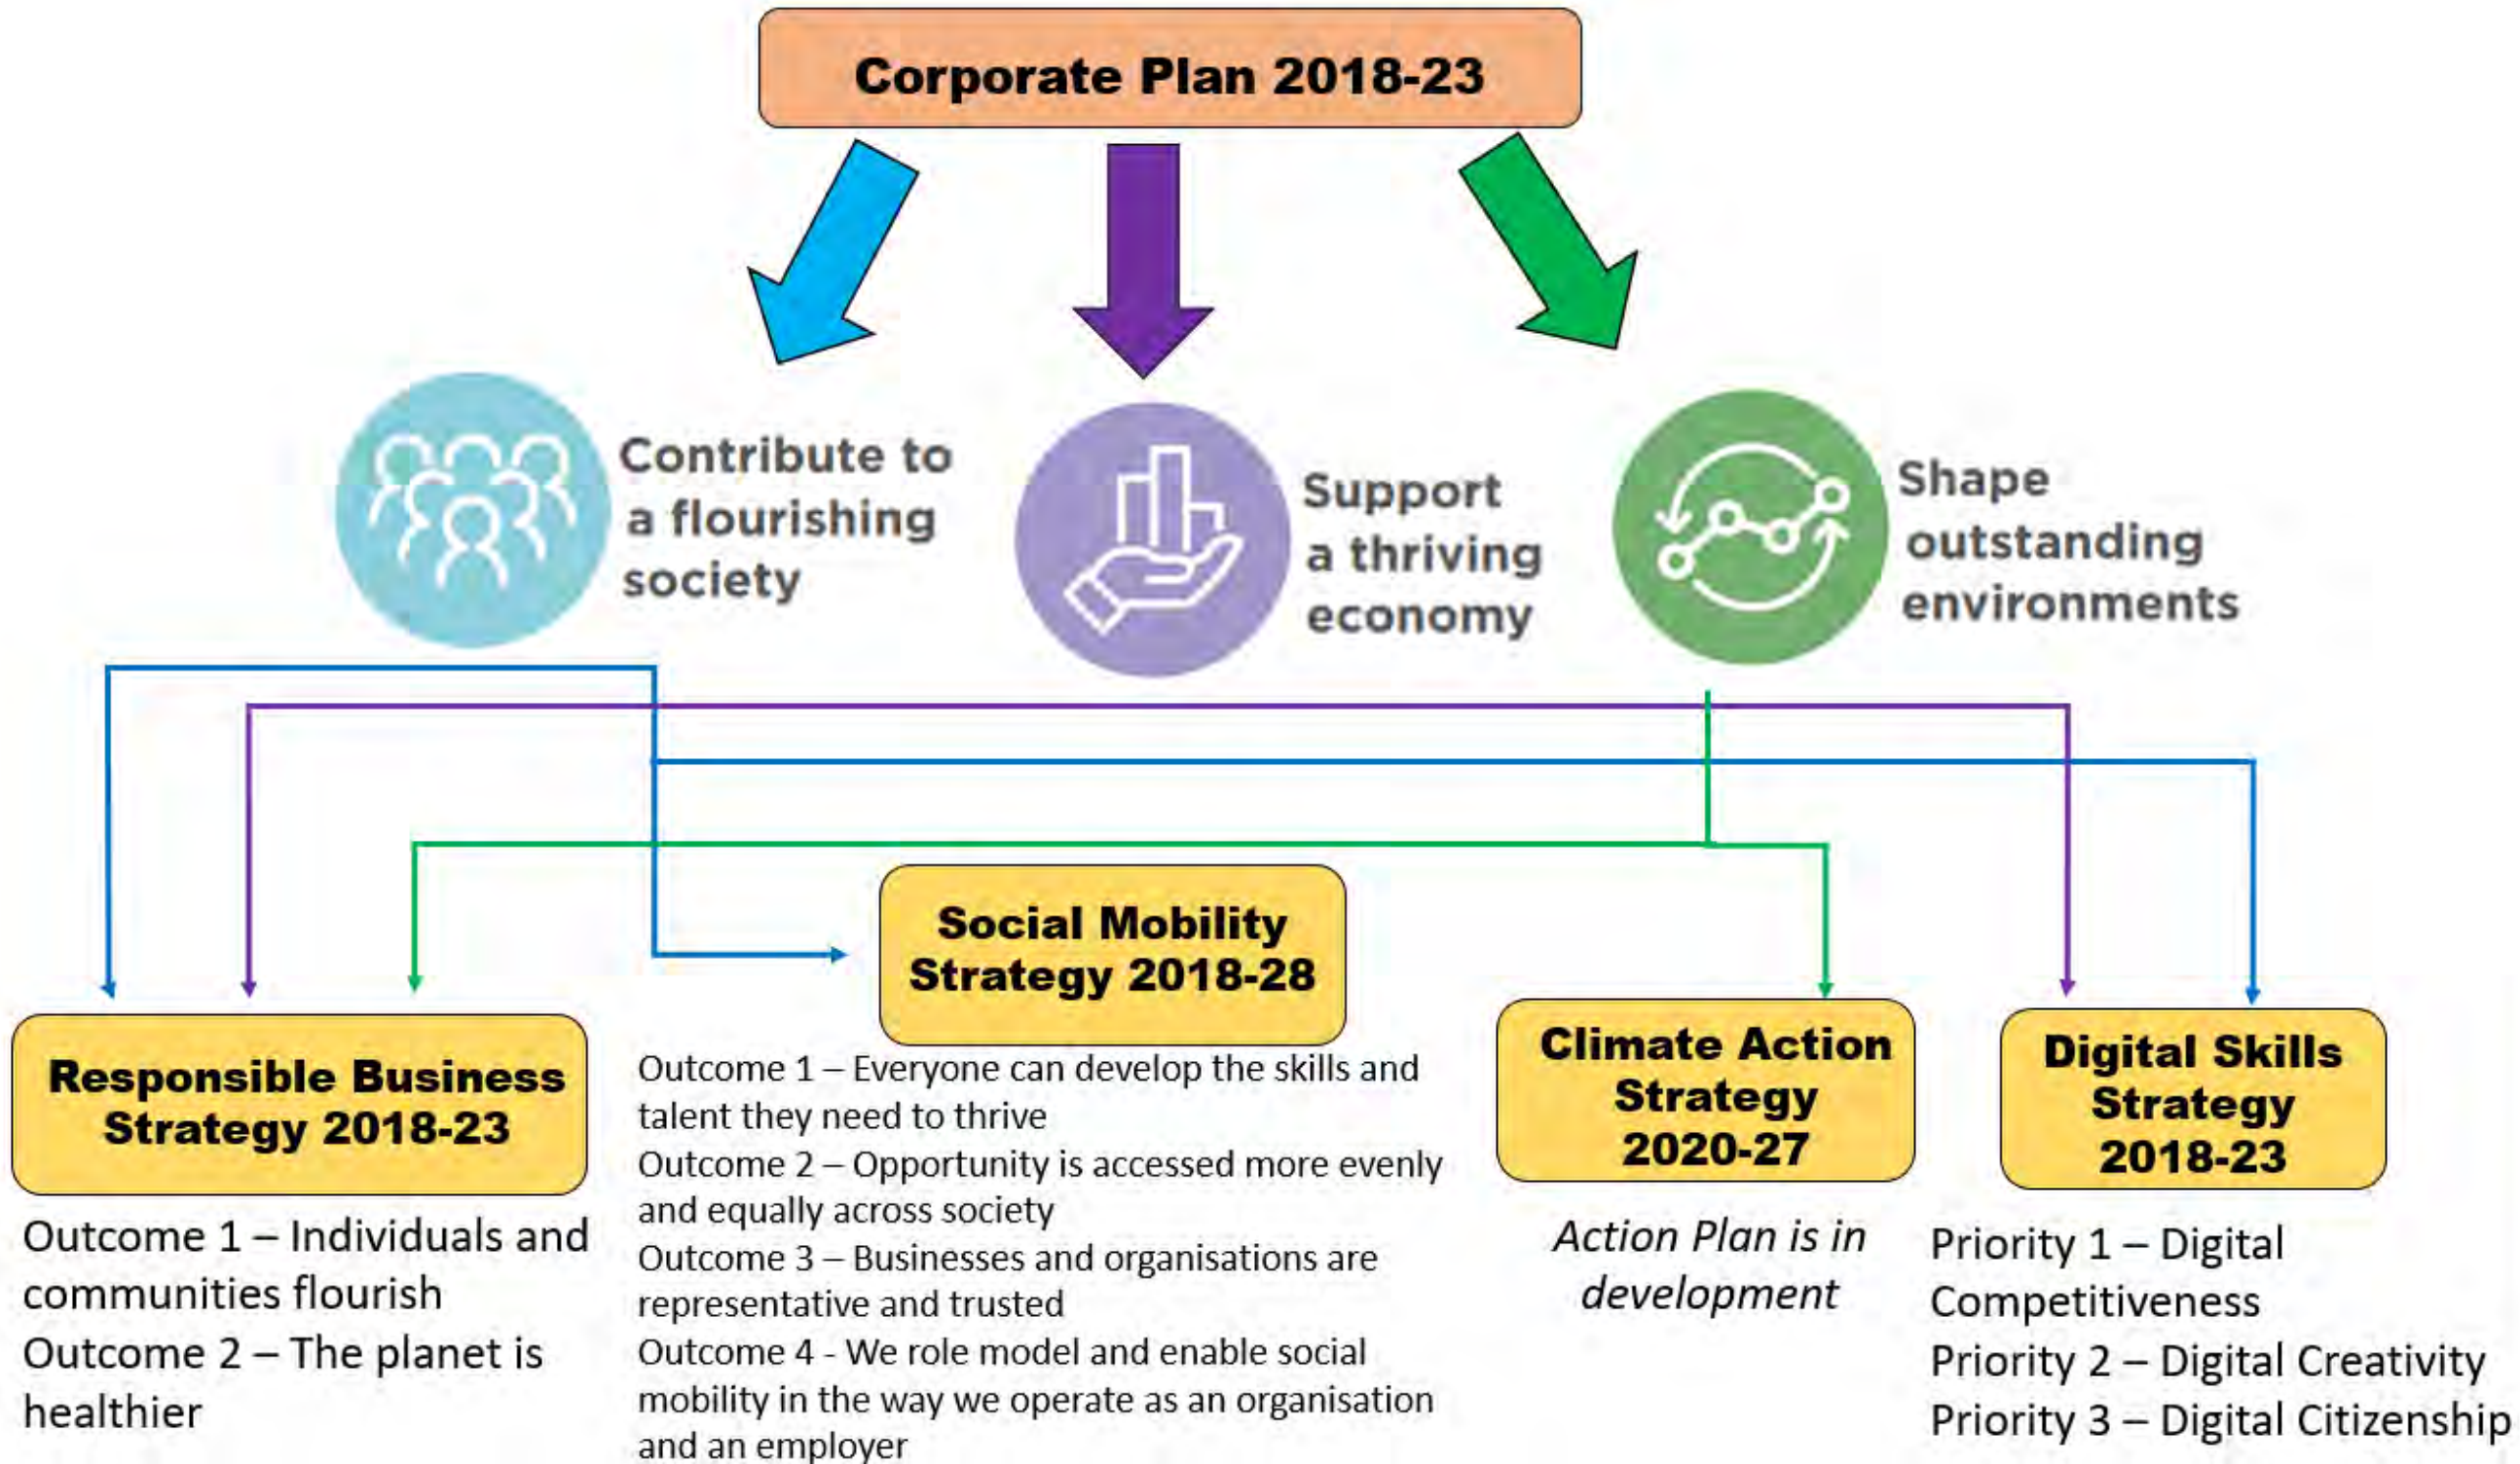 Corporate Plan 2018-23
Contribute to
a flourishing
society
Support
a thriving
economy
Shape
outstanding
environments
Responsible Business
Strategy 2018-23
Outcome 1 – Individuals and
communities flourish
Outcome 2 – The planet is
healthier
Social Mobility
Strategy 2018-28
Outcome 1 – Everyone can develop the skills and
talent they need to thrive
Outcome 2 – Opportunity is accessed more evenly
and equally across society
Outcome 3 – Businesses and organisations are
representative and trusted
Outcome 4 - We role model and enable social
mobility in the way we operate as an organisation
and an employer
Climate Action
Strategy
2020-27
Action Plan is in
development
Digital Skills
Strategy
2018-23
Priority 1 – Digital
Competitiveness
Priority 2 – Digital Creativity
Priority 3 – Digital Citizenship